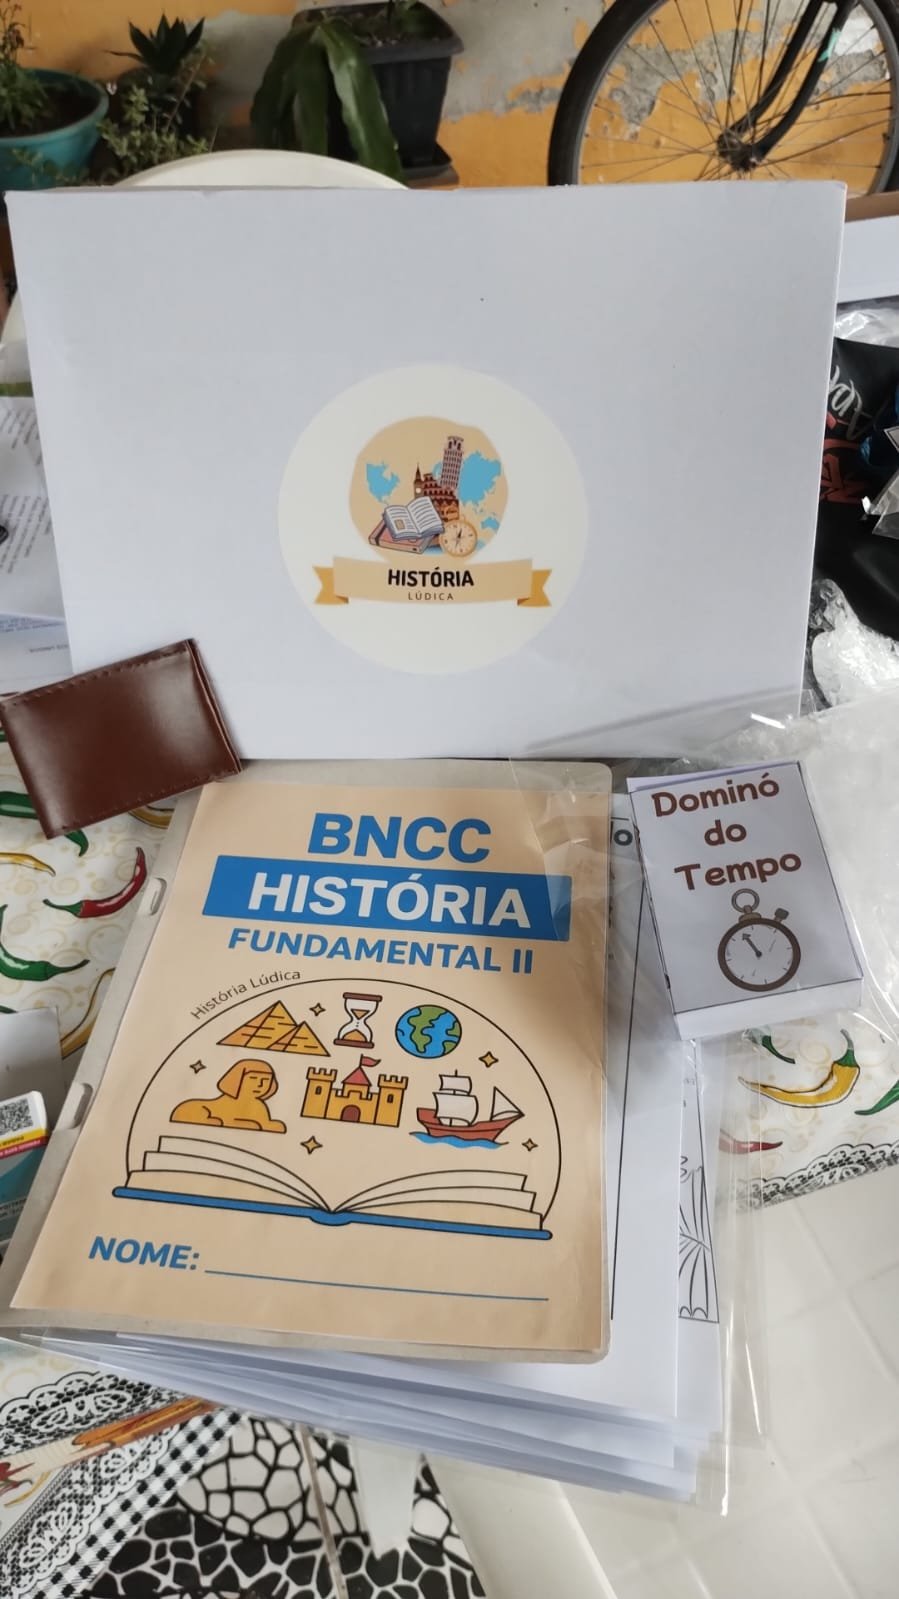 HISTÓRIA
LÚDICA
BNCC
HISTÓRIA
FUNDAMENTAL II
História Lúdica
NOME:
Dominó
do
Tempo